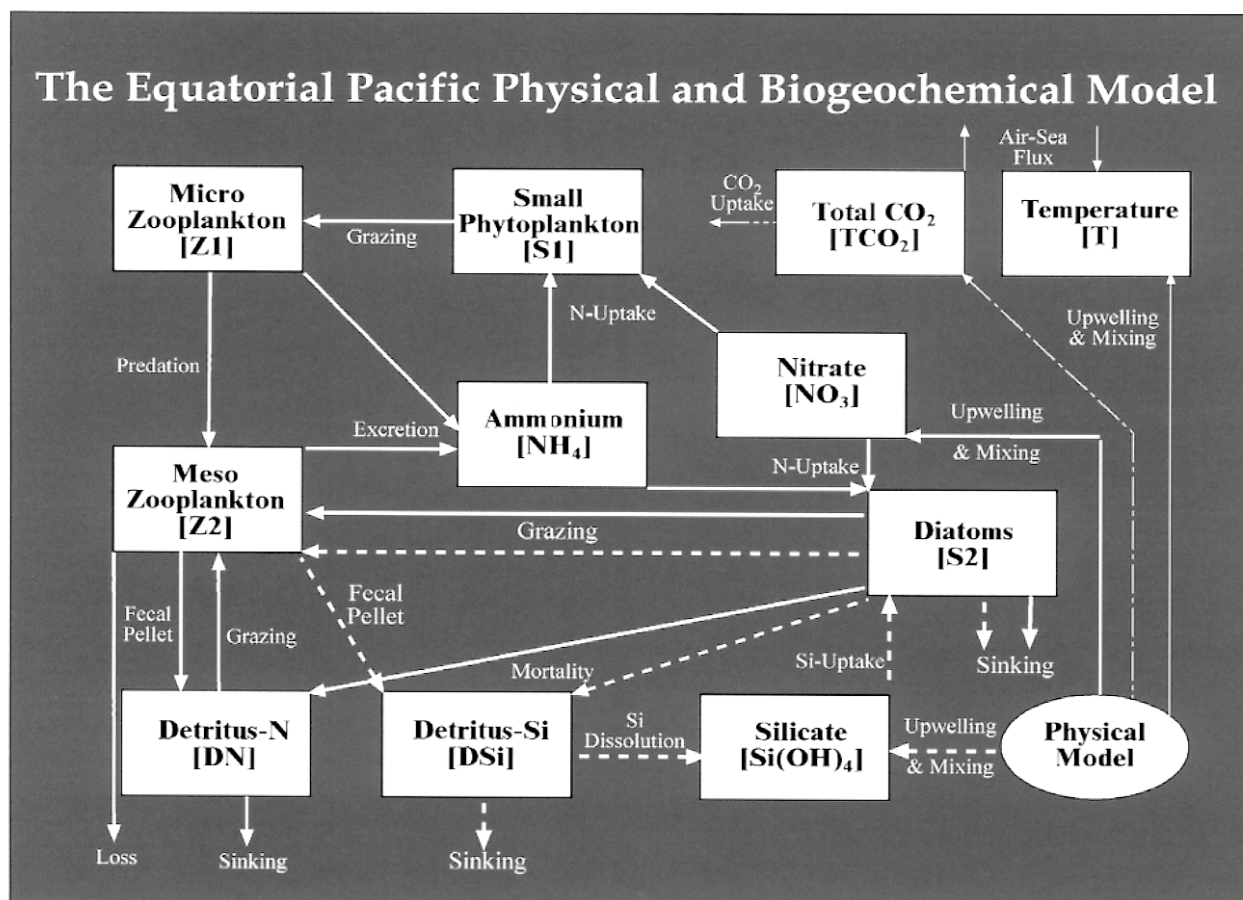 The Equatorial Pacific Physical and Biogeochemical Model
Air-Sea
Flux
Micro
Zooplankton
[Z1]
Grazing
Small
Phytoplankton
[S1]
CO₂
Uptake
Total CO₂
[TCO₂]
Temperature
[T]
N-Uptake
Upwelling
& Mixing
Predation
Nitrate
[NO₃]
Excretion
Ammonium
[NH₄]
Upwelling
& Mixing
N-Uptake
Meso
Zooplankton
[Z2]
Grazing
Diatoms
[S2]
Fecal
Pellet
Grazing
Fecal
Pellet
Mortality
Si-Uptake
Sinking
Detritus-N
[DN]
Detritus-Si
[DSi]
Si
Dissolution
Silicate
[Si(OH)₄]
Upwelling
& Mixing
Physical
Model
Loss
Sinking
Sinking